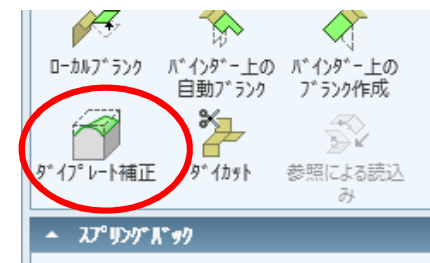 ﾛｰｶﾙﾌﾞﾗﾝｸ
ﾊﾞｲﾝﾀﾞｰ上の
自動ﾌﾞﾗﾝｸ
ﾊﾞｲﾝﾀﾞｰ上の
ﾌﾞﾗﾝｸ作成
ﾀﾞｲﾌﾟﾚｰﾄ補正
ﾀﾞｲｶｯﾄ
参照による読込
み
ｽﾌﾟﾘﾝｸﾞﾊﾞｯｸ